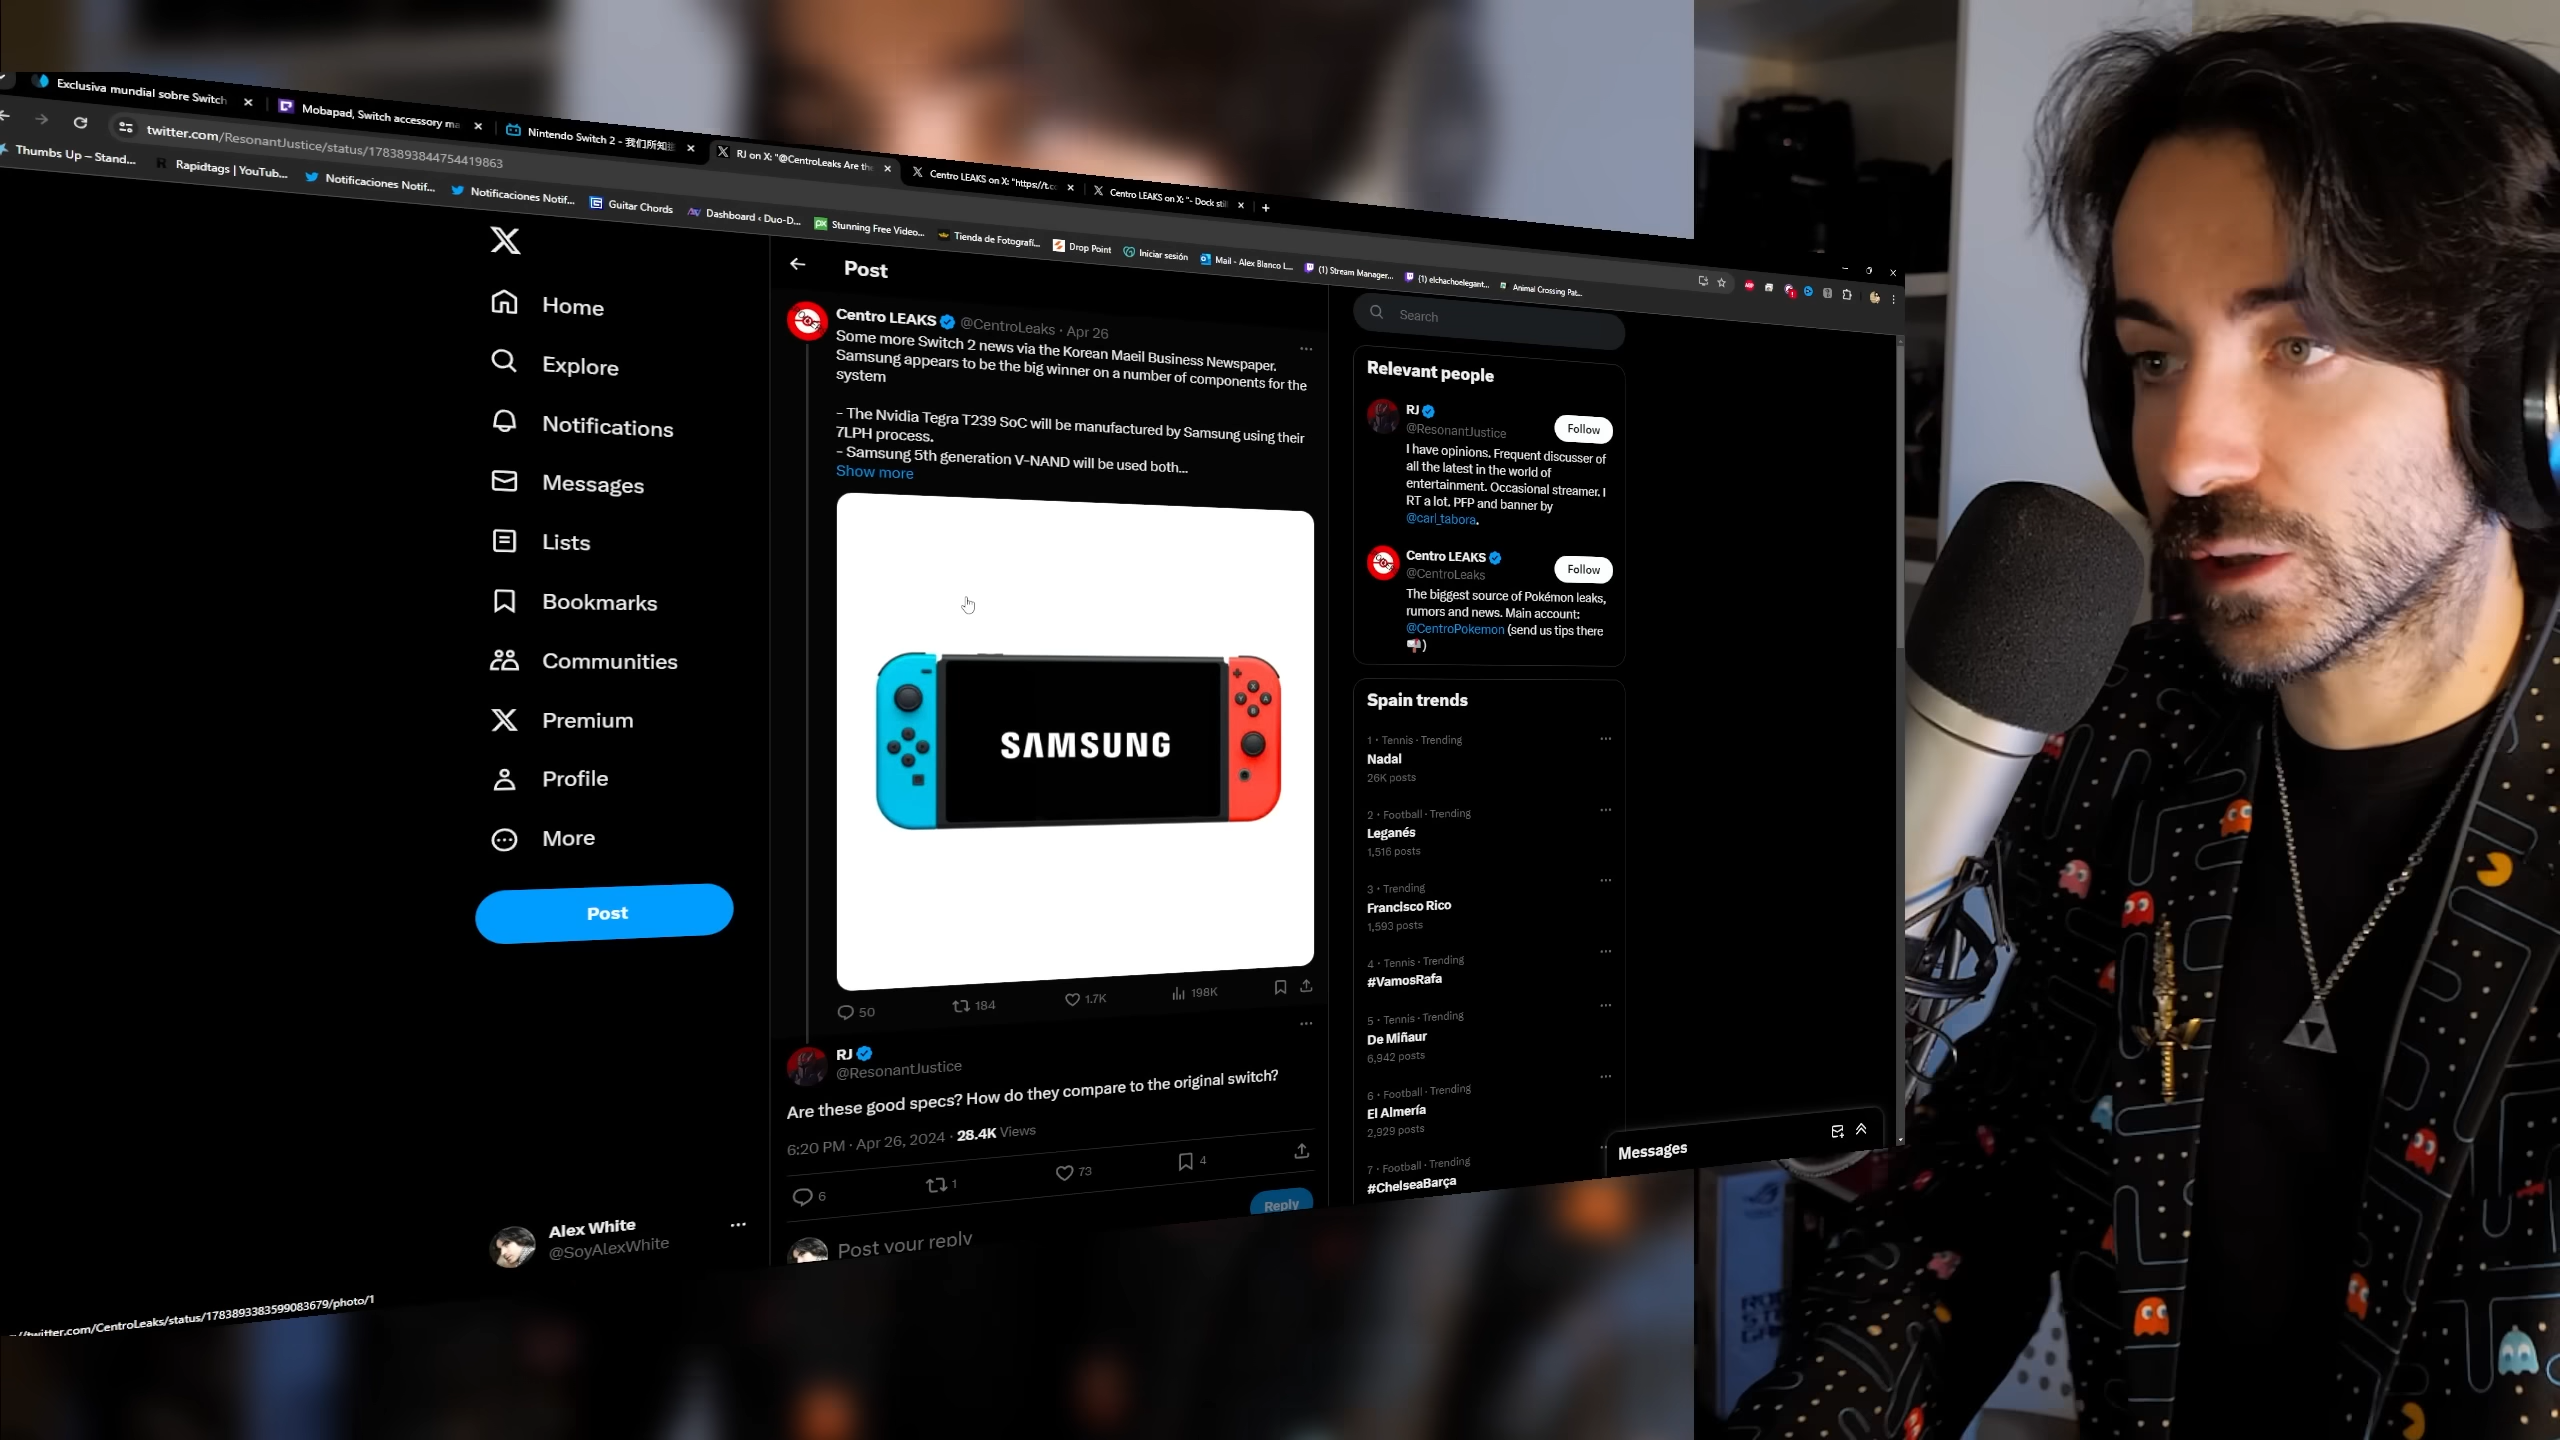 Exclusiva mundial sobre Switch
Mobapad, Switch accessory ma
Nintendo Switch 2 - 我们所知道
RJ on X: "@CentroLeaks Are the
Centro LEAKS on X: "https://t.c
Centro LEAKS on X: "- Dock sti
twitter.com/ResonantJustice/status/1783893844754419863
Thumbs Up – Stand...
Rapidtags | YouTub...
Notificaciones Notif...
Notificaciones Notif...
Guitar Chords
Dashboard ‹ Duo-D...
Stunning Free Video...
Tienda de Fotografí...
Drop Point
Iniciar sesión
Mail - Alex Blanco L...
(1) Stream Manager...
(1) elchachoelegant...
Animal Crossing Pat...
Home
Explore
Notifications
Messages
Lists
Bookmarks
Communities
Premium
Profile
More
Post
Alex White
@SoyAlexWhite
Post
Centro LEAKS @CentroLeaks · Apr 26
Some more Switch 2 news via the Korean Maeil Business Newspaper.
Samsung appears to be the big winner on a number of components for the
system
- The Nvidia Tegra T239 SoC will be manufactured by Samsung using their
7LPH process.
- Samsung 5th generation V-NAND will be used both...
Show more
SAMSUNG
50 184 1.7K 198K
RJ
@ResonantJustice
Are these good specs? How do they compare to the original switch?
6:20 PM · Apr 26, 2024 · 28.4K Views
6 1 73 4
Post your reply
Reply
Search
Relevant people
RJ
@ResonantJustice
Follow
I have opinions. Frequent discusser of
all the latest in the world of
entertainment. Occasional streamer. I
RT a lot. PFP and banner by
@carl_tabora.
Centro LEAKS
@CentroLeaks
Follow
The biggest source of Pokémon leaks,
rumors and news. Main account:
@CentroPokemon (send us tips there
)
Spain trends
1 · Tennis · Trending
Nadal
26K posts
2 · Football · Trending
Leganés
1,516 posts
3 · Trending
Francisco Rico
1,593 posts
4 · Tennis · Trending
#VamosRafa
5 · Tennis · Trending
De Miñaur
6,942 posts
6 · Football · Trending
El Almería
2,929 posts
7 · Football · Trending
#ChelseaBarça
Messages
//twitter.com/CentroLeaks/status/1783893383599083679/photo/1